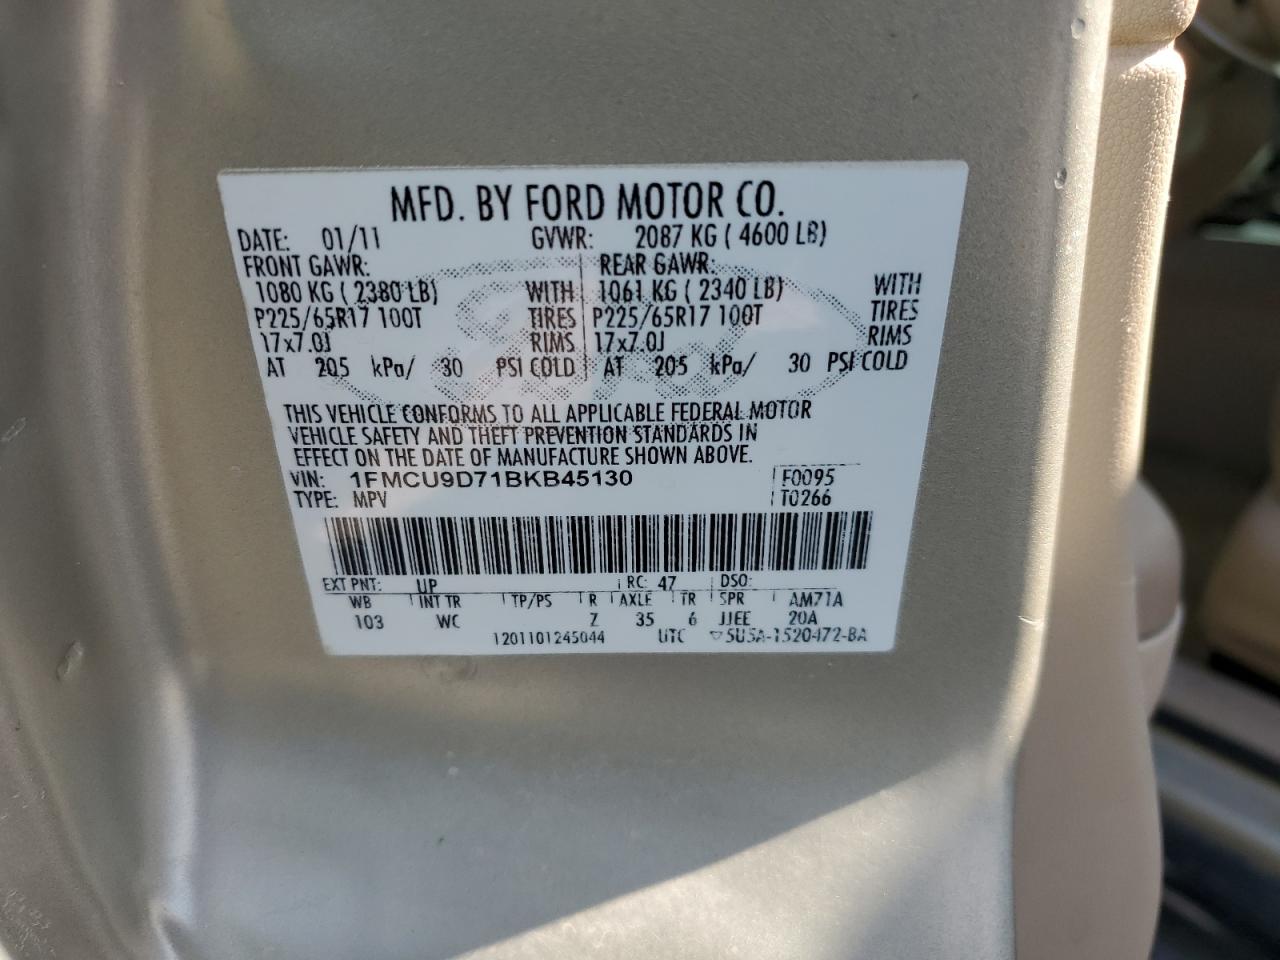 MFD. BY FORD MOTOR CO.
DATE: 01/11 GVWR: 2087 KG ( 4600 LB)
FRONT GAWR: REAR GAWR:
1080 KG ( 2380 LB) WITH 1061 KG ( 2340 LB) WITH
P225/65R17 100T TIRES P225/65R17 100T TIRES
17x7.0J RIMS 17x7.0J RIMS
AT 205 kPa/ 30 PSI COLD AT 205 kPa/ 30 PSI COLD
THIS VEHICLE CONFORMS TO ALL APPLICABLE FEDERAL MOTOR
VEHICLE SAFETY AND THEFT PREVENTION STANDARDS IN
EFFECT ON THE DATE OF MANUFACTURE SHOWN ABOVE.
VIN: 1FMCU9D71BKB45130 F0095
TYPE: MPV T0266
EXT PNT: UP RC: 47 DSO:
WB INT TR TP/PS R AXLE TR SPR AM71A
103 WC Z 35 6 JJEE 20A
1201101245044 UTC ▽5U5A-1520472-BA